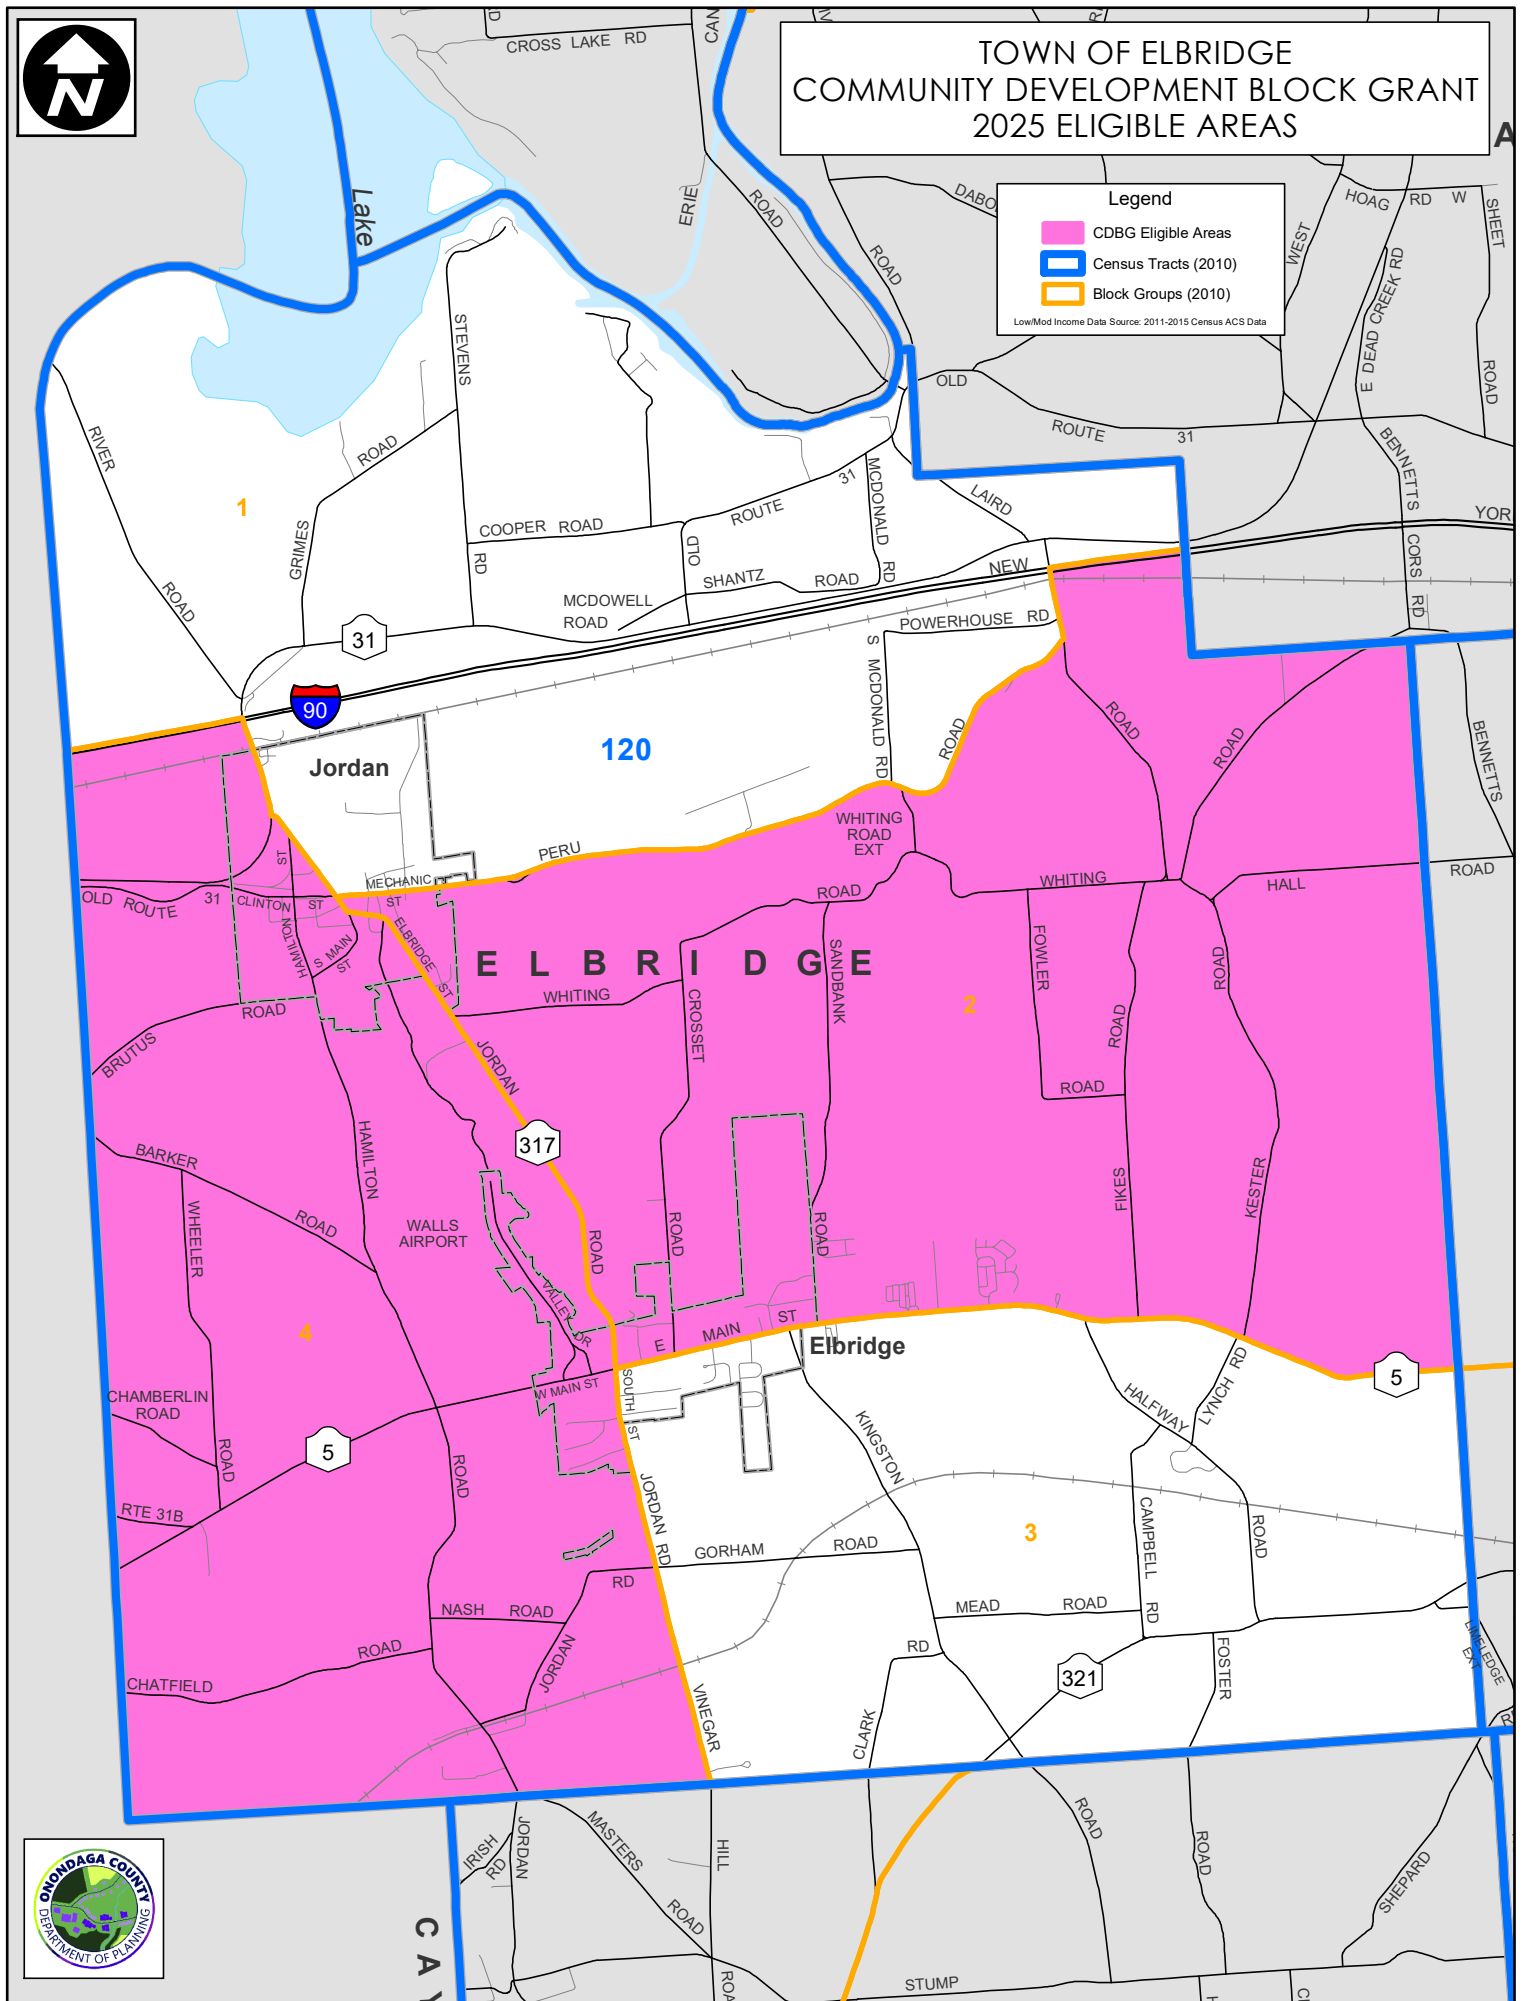 TOWN OF ELBRIDGE
COMMUNITY DEVELOPMENT BLOCK GRANT
2025 ELIGIBLE AREAS
N
Legend
CDBG Eligible Areas
Census Tracts (2010)
Block Groups (2010)
Low/Mod Income Data Source: 2011-2015 Census ACS Data
CROSS LAKE RD
RD
CAN
ERIE
ROAD
ROAD
DABO
WEST
HOAG RD W
SHEET
ROAD
E DEAD CREEK RD
A
Lake
OLD
ROUTE 31
BENNETTS
CORS
RD
YOR
STEVENS
RD
RIVER
ROAD
ROAD
GRIMES
1
COOPER ROAD
ROUTE 31
OLD
MCDONALD
RD
LAIRD
NEW
SHANTZ ROAD
MCDOWELL
ROAD
31
90
POWERHOUSE RD
S MCDONALD RD
ROAD
ROAD
ROAD
BENNETTS
Jordan
120
PERU
WHITING
ROAD
EXT
MECHANIC
ST
ST
OLD ROUTE 31
CLINTON ST
HAMILTON
S MAIN
ST
ELBRIDGE
ST
ROAD
WHITING
HALL
ROAD
ELBRIDGE
WHITING
CROSSET
SANDBANK
FOWLER
ROAD
ROAD
2
ROAD
BRUTUS
JORDAN
ROAD
317
BARKER
ROAD
HAMILTON
WHEELER
WALLS
AIRPORT
ROAD
ROAD
ROAD
FIKES
KESTER
VALLEY DR
4
E MAIN ST
Elbridge
5
W MAIN ST
SOUTH
ST
CHAMBERLIN
ROAD
ROAD
5
ROAD
RTE 31B
KINGSTON
HALFWAY
LYNCH RD
JORDAN RD
GORHAM ROAD
3
CAMPBELL
RD
ROAD
RD
NASH ROAD
JORDAN
MEAD ROAD
CHATFIELD
ROAD
RD
CLARK
321
FOSTER
LIMELEDGE
EXT
VINEGAR
IRISH
RD
JORDAN
MASTERS
ROAD
HILL
ROA
ROAD
ROAD
SHEPARD
STUMP
CAY
ONONDAGA COUNTY
DEPARTMENT OF PLANNING